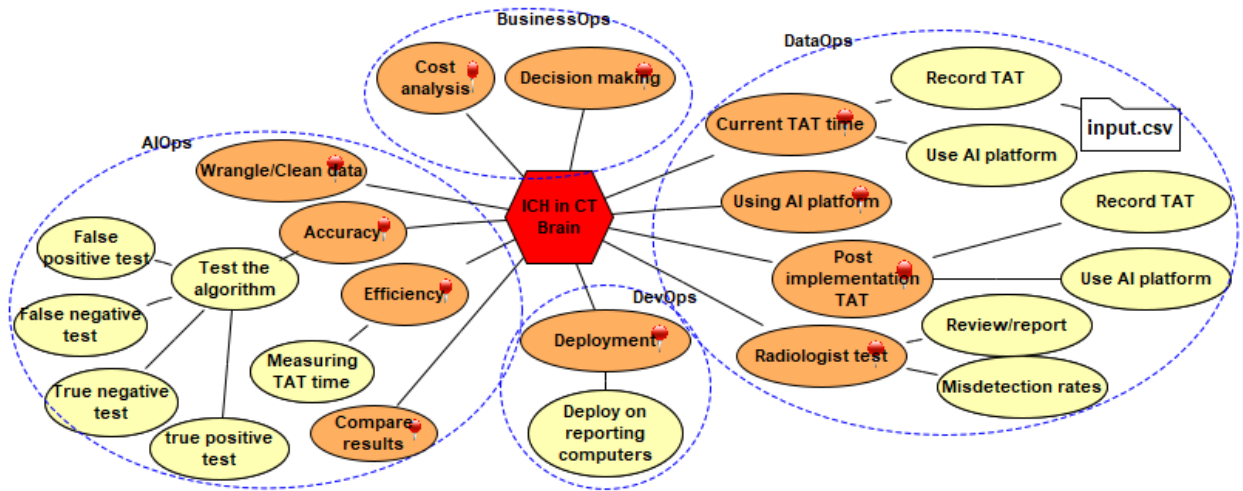 BusinessOps
Cost
analysis
Decision making
DataOps
Record TAT
Current TAT time
input.csv
Use AI platform
AIOps
Wrangle/Clean data
ICH in CT
Brain
Using AI platform
Record TAT
Accuracy
False
positive test
Test the
algorithm
Post
implementation
TAT
Use AI platform
Efficiency
False negative
test
DevOps
Deployment
Review/report
Radiologist test
Misdetection rates
Measuring
TAT time
True negative
test
Compare
results
true positive
test
Deploy on
reporting
computers